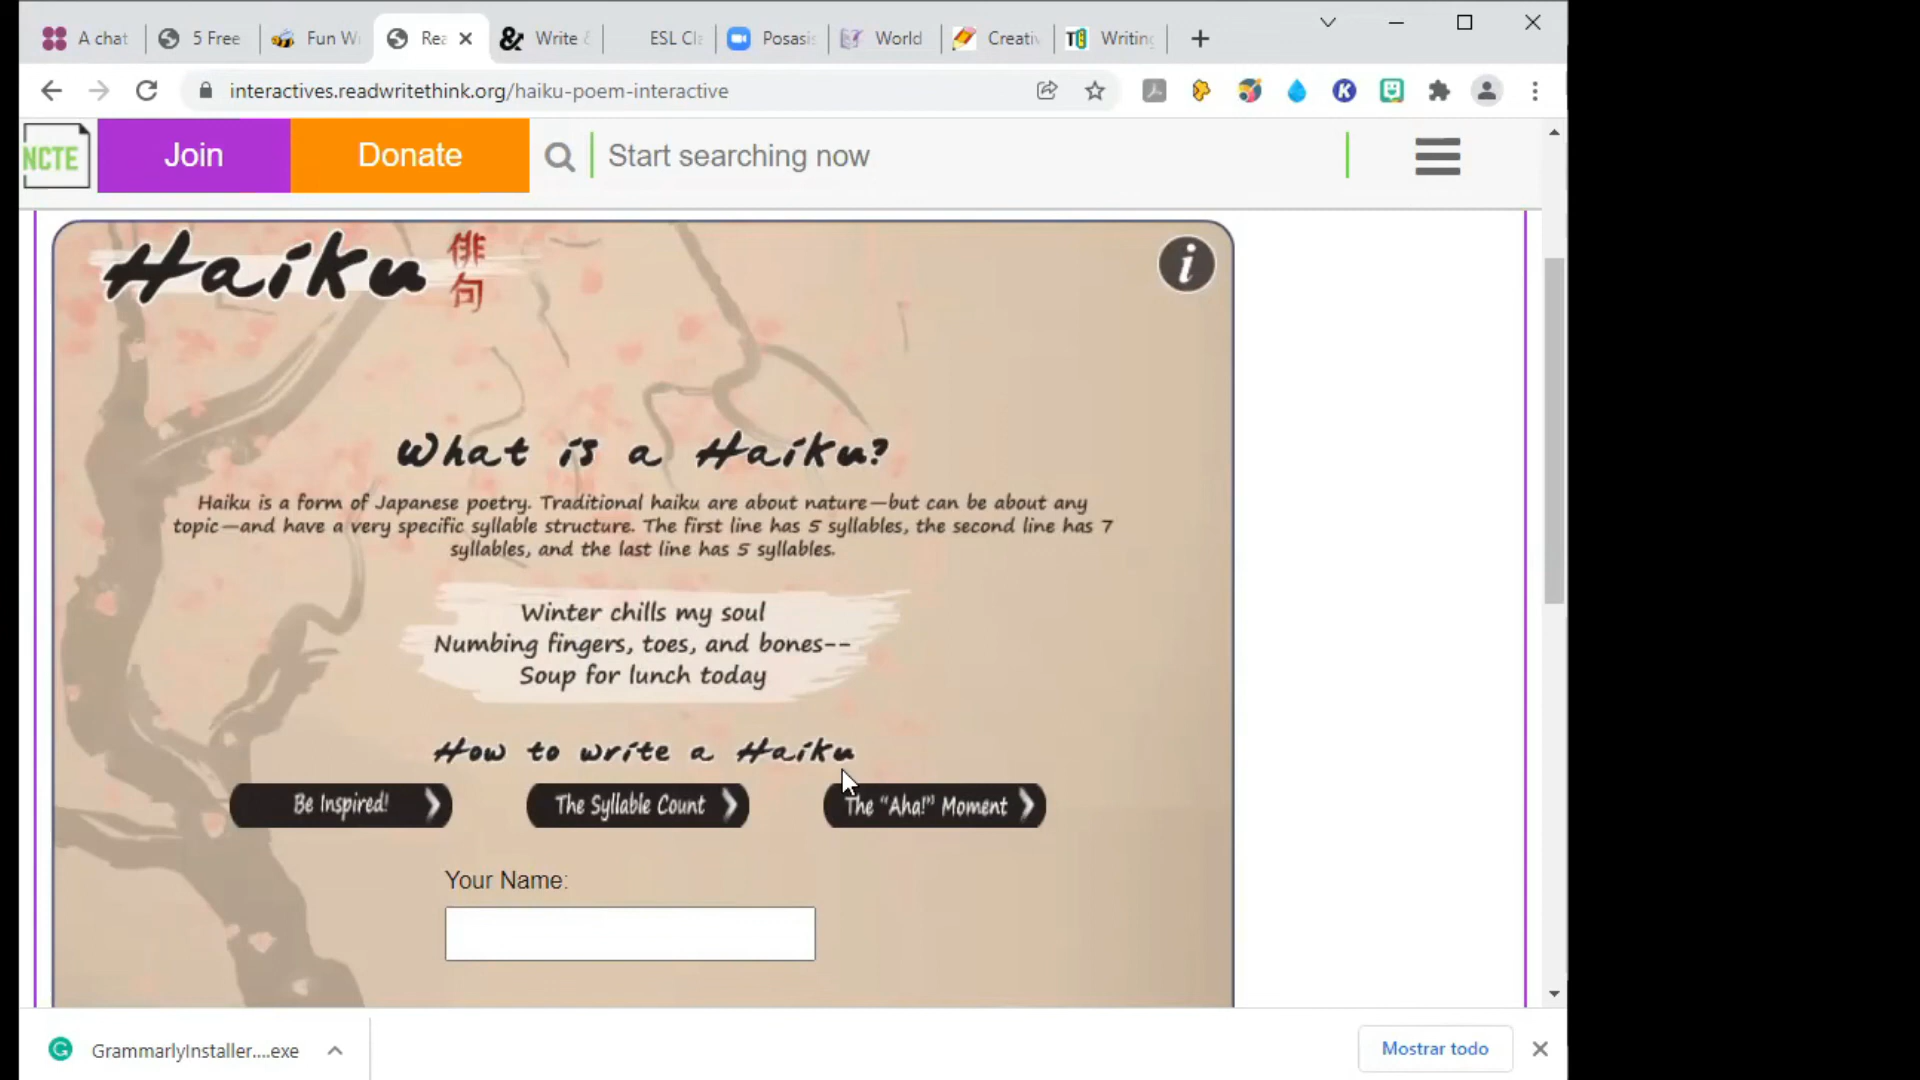 A chat
5 Free
Fun W
Rea
Write &
ESL Cl
Posasi
World
Creativ
Writing
interactives.readwritethink.org/haiku-poem-interactive
NCTE
Join
Donate
Start searching now
Haiku
俳句
What is a Haiku?
Haiku is a form of Japanese poetry. Traditional haiku are about nature—but can be about any
topic—and have a very specific syllable structure. The first line has 5 syllables, the second line has 7
syllables, and the last line has 5 syllables.
Winter chills my soul
Numbing fingers, toes, and bones--
Soup for lunch today
How to write a Haiku
Be Inspired!
The Syllable Count
The “Aha!” Moment
Your Name:
GrammarlyInstaller....exe
Mostrar todo